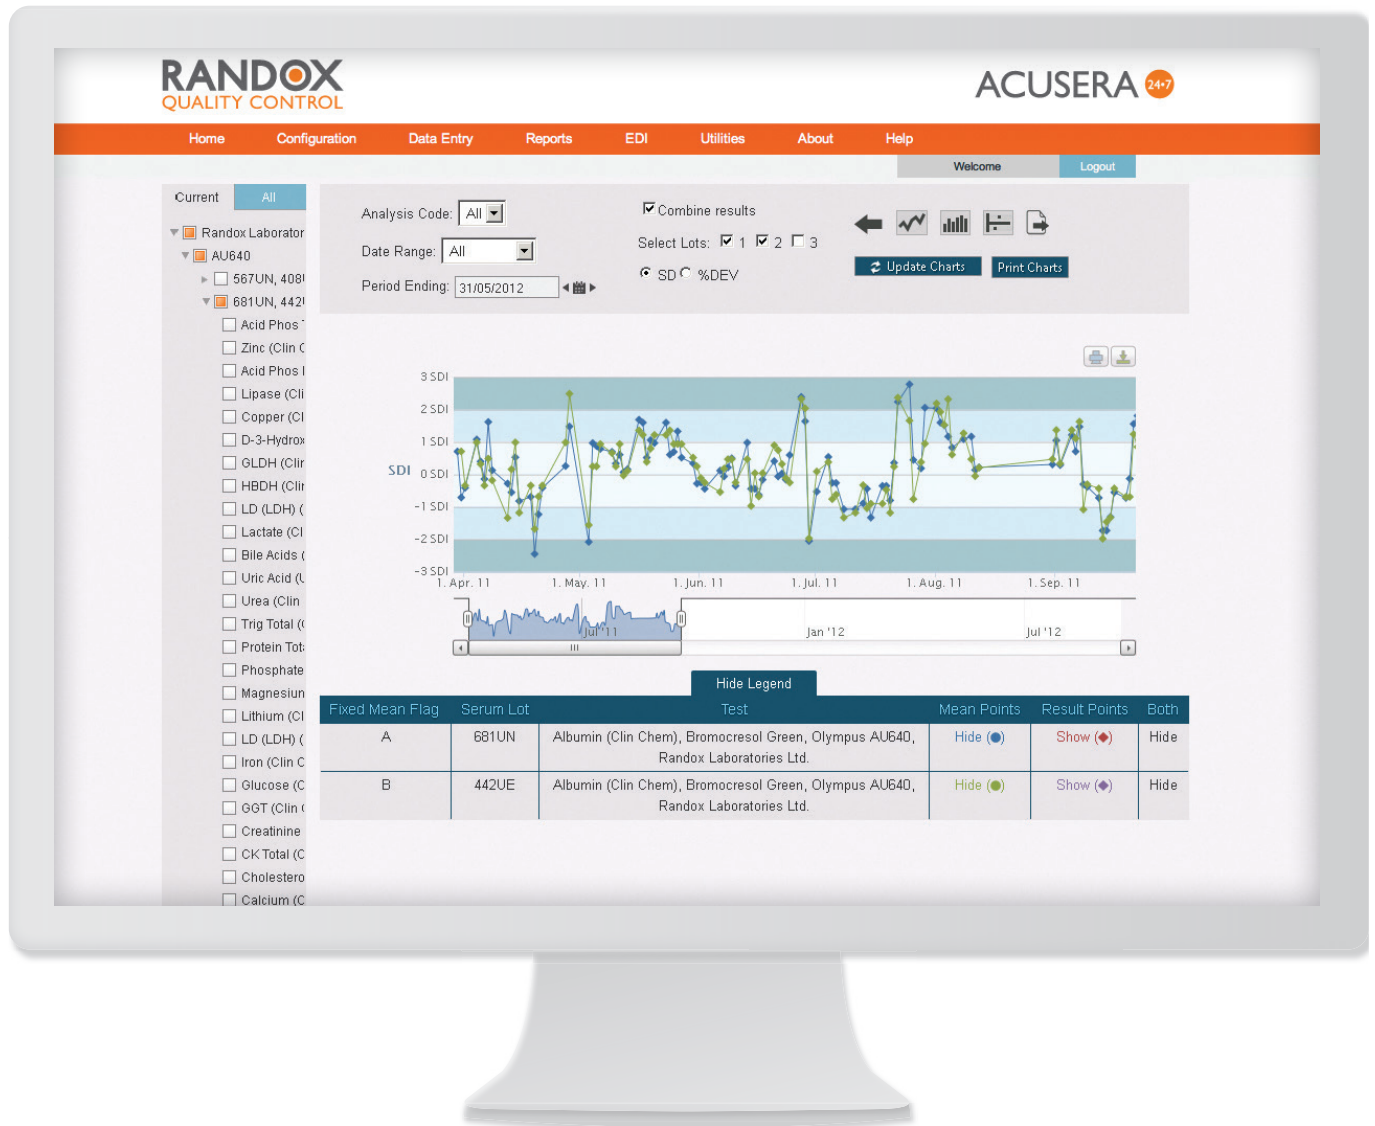 RANDOX
QUALITY CONTROL
ACUSERA 24•7
Home Configuration Data Entry Reports EDI Utilities About Help
Welcome Logout
Current All
Randox Laborator
AU640
567UN, 408U
681UN, 442U
Acid Phos
Zinc (Clin C
Acid Phos
Lipase (Cli
Copper (Cl
D-3-Hydrox
GLDH (Clin
HBDH (Clin
LD (LDH) (
Lactate (Cl
Bile Acids (
Uric Acid (U
Urea (Clin
Trig Total (
Protein Tot
Phosphate
Magnesiun
Lithium (Cl
LD (LDH) (
Iron (Clin C
Glucose (C
GGT (Clin
Creatinine
CK Total (C
Cholestero
Calcium (C
Analysis Code: All
Date Range: All
Period Ending: 31/05/2012
Combine results
Select Lots: 1 2 3
SD %DEV
Update Charts Print Charts
3 SDI
2 SDI
1 SDI
SDI 0 SDI
-1 SDI
-2 SDI
-3 SDI
1. Apr. 11 1. May. 11 1. Jun. 11 1. Jul. 11 1. Aug. 11 1. Sep. 11
Jul '11 Jan '12 Jul '12
Hide Legend
Fixed Mean Flag Serum Lot Test Mean Points Result Points Both
A 681UN Albumin (Clin Chem), Bromocresol Green, Olympus AU640, Hide (●) Show (◆) Hide
Randox Laboratories Ltd.
B 442UE Albumin (Clin Chem), Bromocresol Green, Olympus AU640, Hide (●) Show (◆) Hide
Randox Laboratories Ltd.